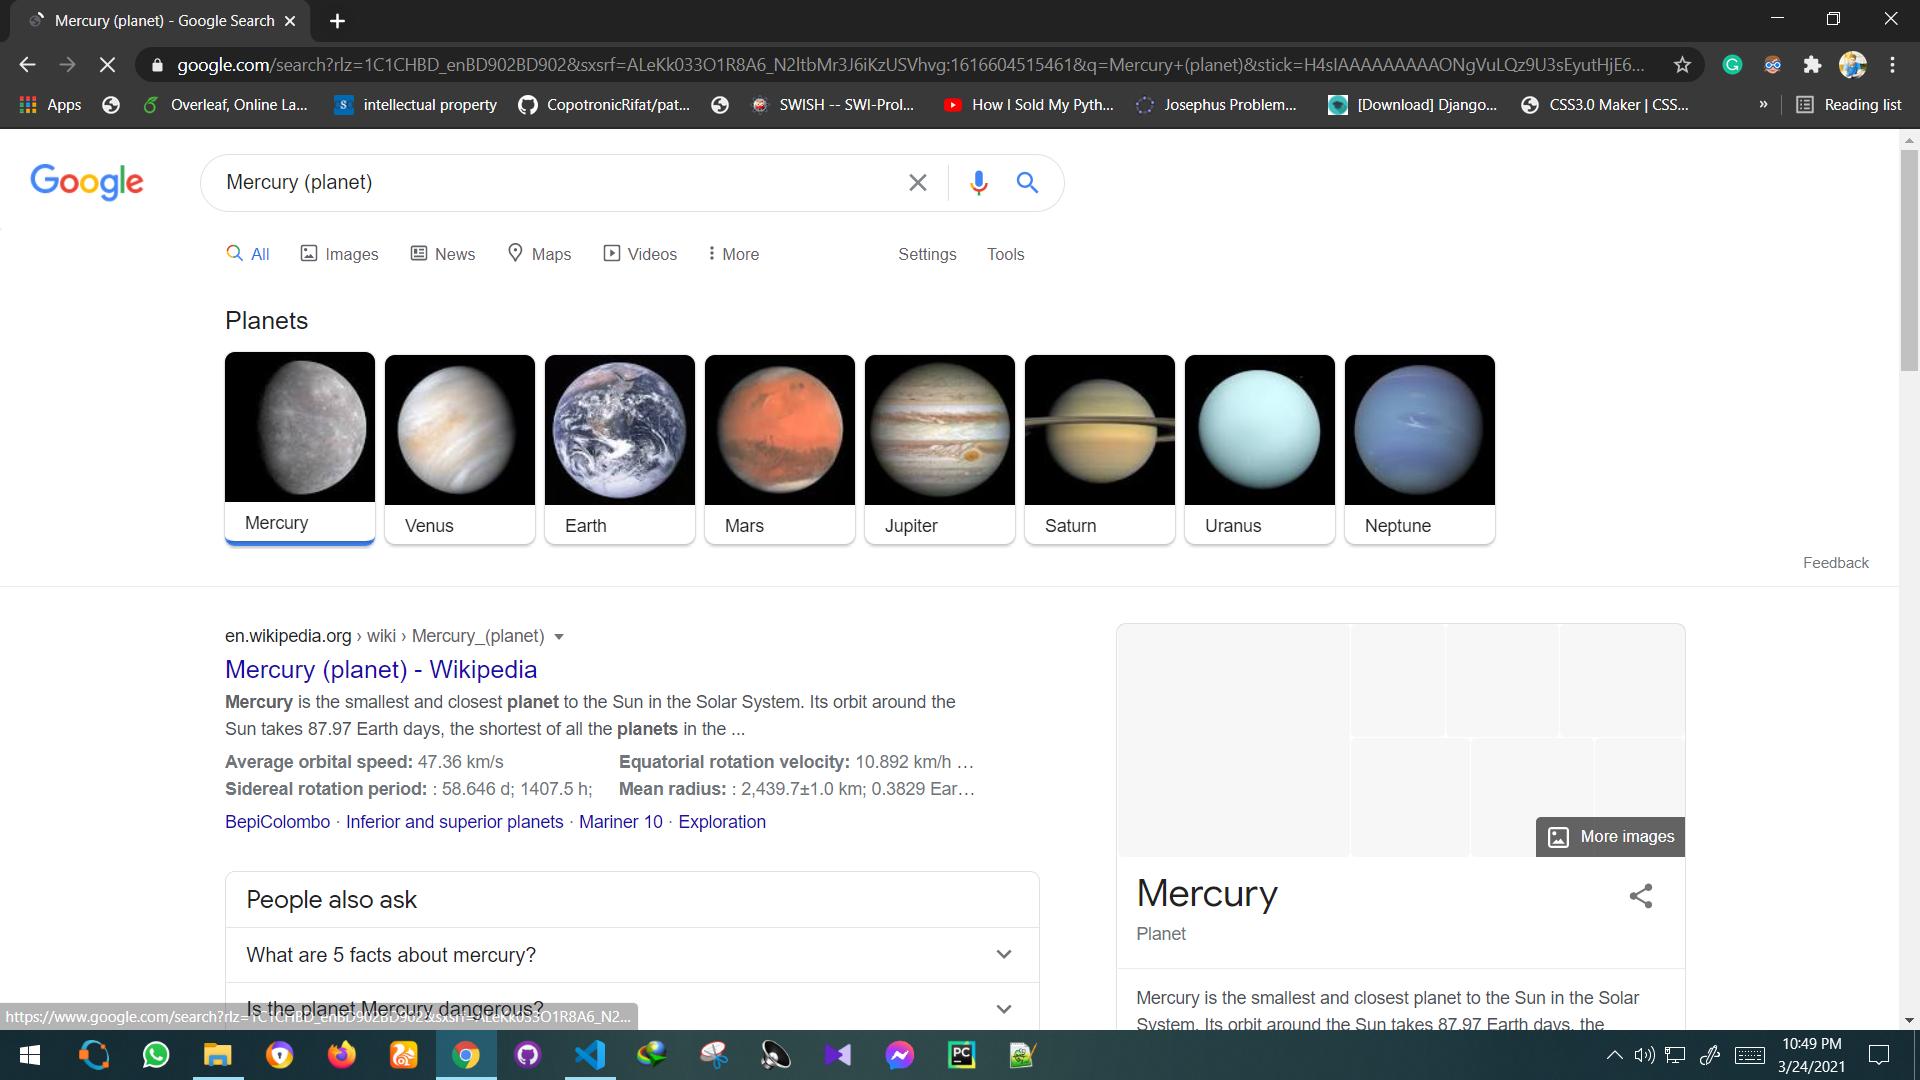 Mercury (planet) - Google Search
google.com/search?rlz=1C1CHBD_enBD902BD902&sxsrf=ALeKk033O1R8A6_N2ltbMr3J6iKzUSVhvg:1616604515461&q=Mercury+(planet)&stick=H4sIAAAAAAAAAONgVuLQz9U3sEyutHjE6...
Apps Overleaf, Online La... intellectual property CopotronicRifat/pat... SWISH -- SWI-Prol... How I Sold My Pyth... Josephus Problem... [Download] Django... CSS3.0 Maker | CSS... » Reading list
Google
Mercury (planet)
All Images News Maps Videos More Settings Tools
Planets
Mercury Venus Earth Mars Jupiter Saturn Uranus Neptune
Feedback
en.wikipedia.org › wiki › Mercury_(planet)
Mercury (planet) - Wikipedia
Mercury is the smallest and closest planet to the Sun in the Solar System. Its orbit around the
Sun takes 87.97 Earth days, the shortest of all the planets in the ...
Average orbital speed: 47.36 km/s Equatorial rotation velocity: 10.892 km/h ...
Sidereal rotation period: : 58.646 d; 1407.5 h; Mean radius: : 2,439.7±1.0 km; 0.3829 Ear...
BepiColombo · Inferior and superior planets · Mariner 10 · Exploration
People also ask
What are 5 facts about mercury?
Is the planet Mercury dangerous?
More images
Mercury
Planet
Mercury is the smallest and closest planet to the Sun in the Solar
System. Its orbit around the Sun takes 87.97 Earth days, the
https://www.google.com/search?rlz=1C1CHBD_enBD902BD902&sxsrf=ALeKk033O1R8A6_N2...
PC
10:49 PM
3/24/2021